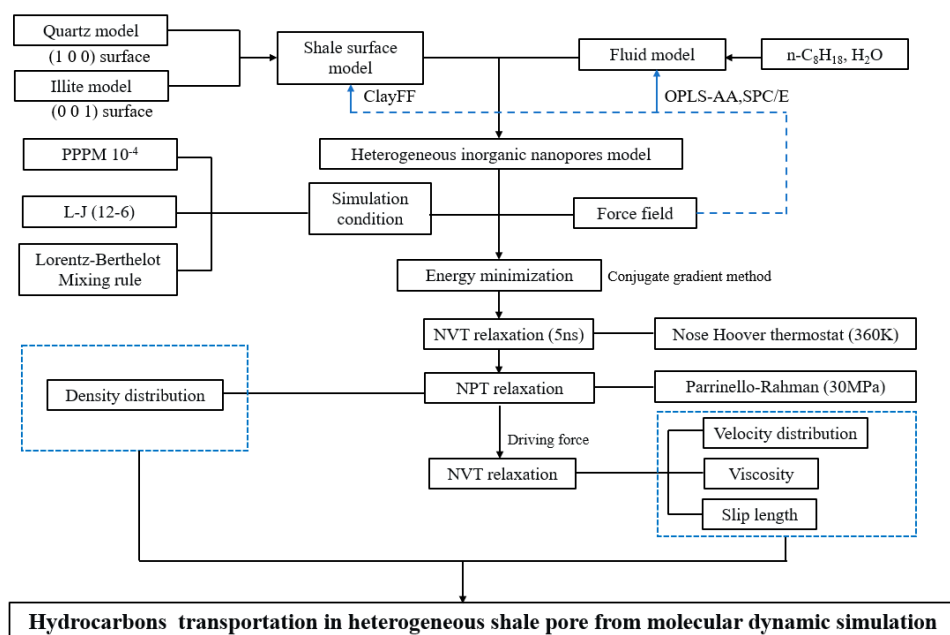 Quartz model
(1 0 0) surface
Illite model
(0 0 1) surface
Shale surface
model
ClayFF
Fluid model
n-C₈H₁₈, H₂O
OPLS-AA,SPC/E
PPPM 10⁻⁴
L-J (12-6)
Lorentz-Berthelot
Mixing rule
Heterogeneous inorganic nanopores model
Simulation
condition
Force field
Energy minimization
Conjugate gradient method
NVT relaxation (5ns)
Nose Hoover thermostat (360K)
Density distribution
NPT relaxation
Parrinello-Rahman (30MPa)
Driving force
NVT relaxation
Velocity distribution
Viscosity
Slip length
Hydrocarbons transportation in heterogeneous shale pore from molecular dynamic simulation